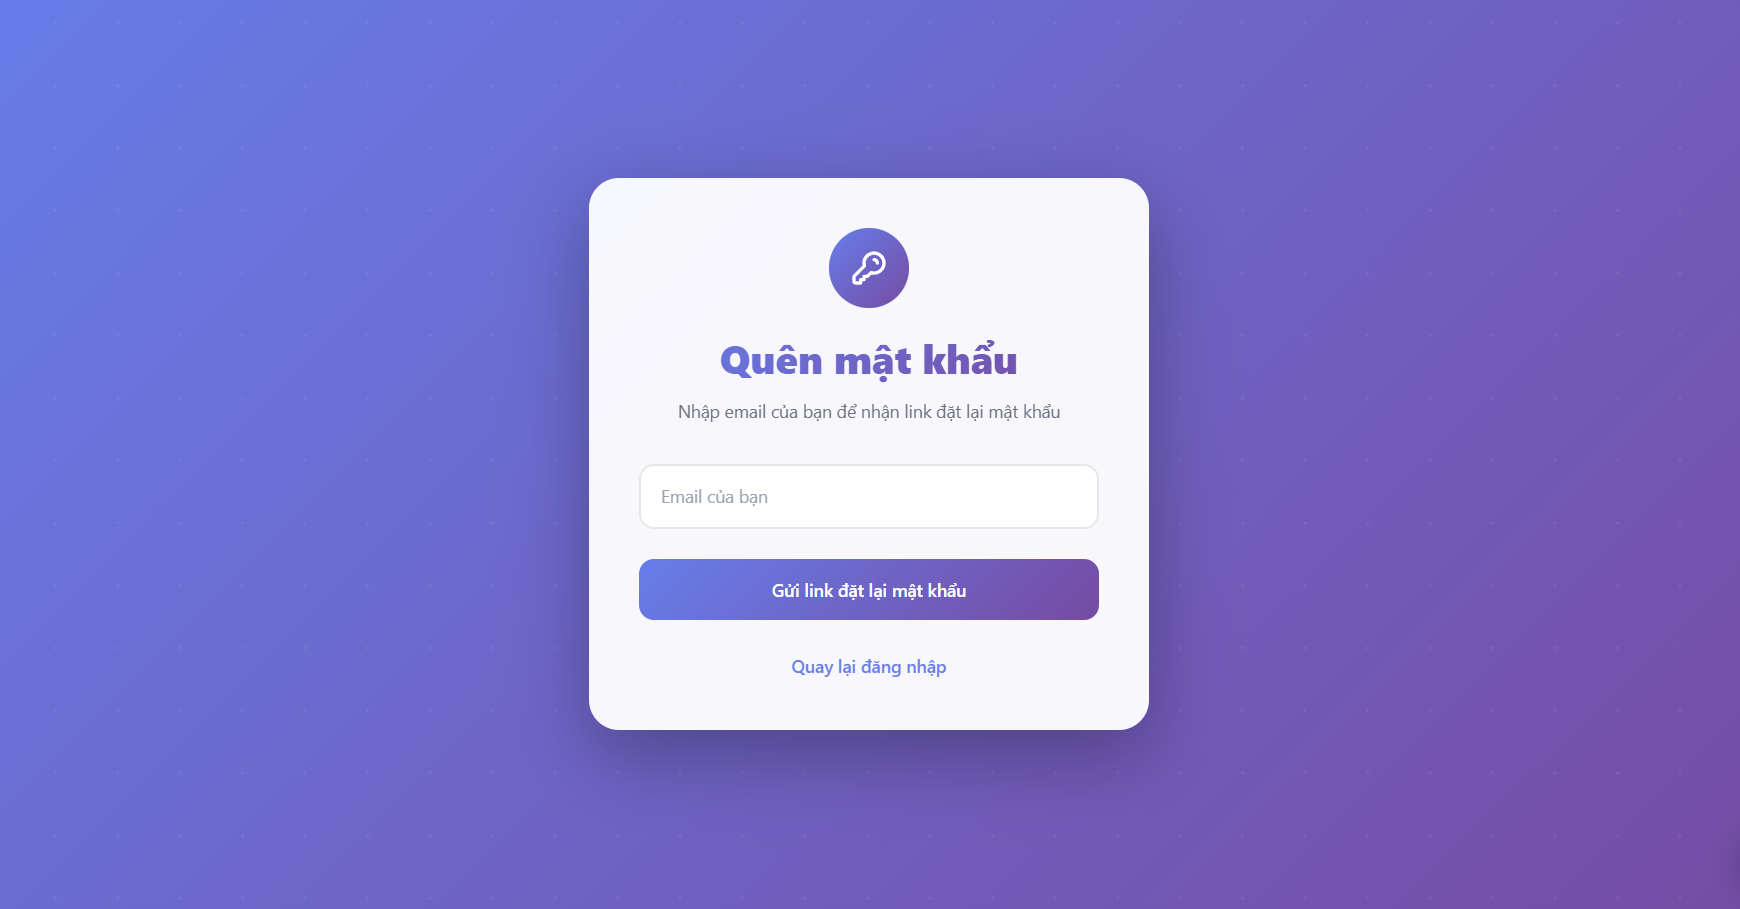 Quên mật khẩu
Nhập email của bạn để nhận link đặt lại mật khẩu
Email của bạn
Gửi link đặt lại mật khẩu
Quay lại đăng nhập